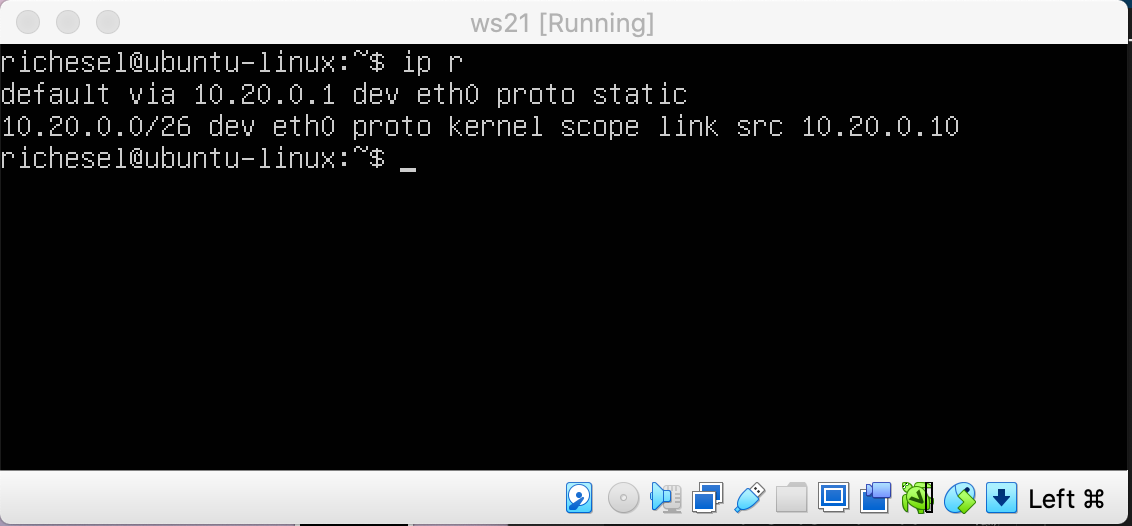 ws21 [Running]
richesel@ubuntu-linux:~$ ip r
default via 10.20.0.1 dev eth0 proto static
10.20.0.0/26 dev eth0 proto kernel scope link src 10.20.0.10
richesel@ubuntu-linux:~$ _
Left ⌘